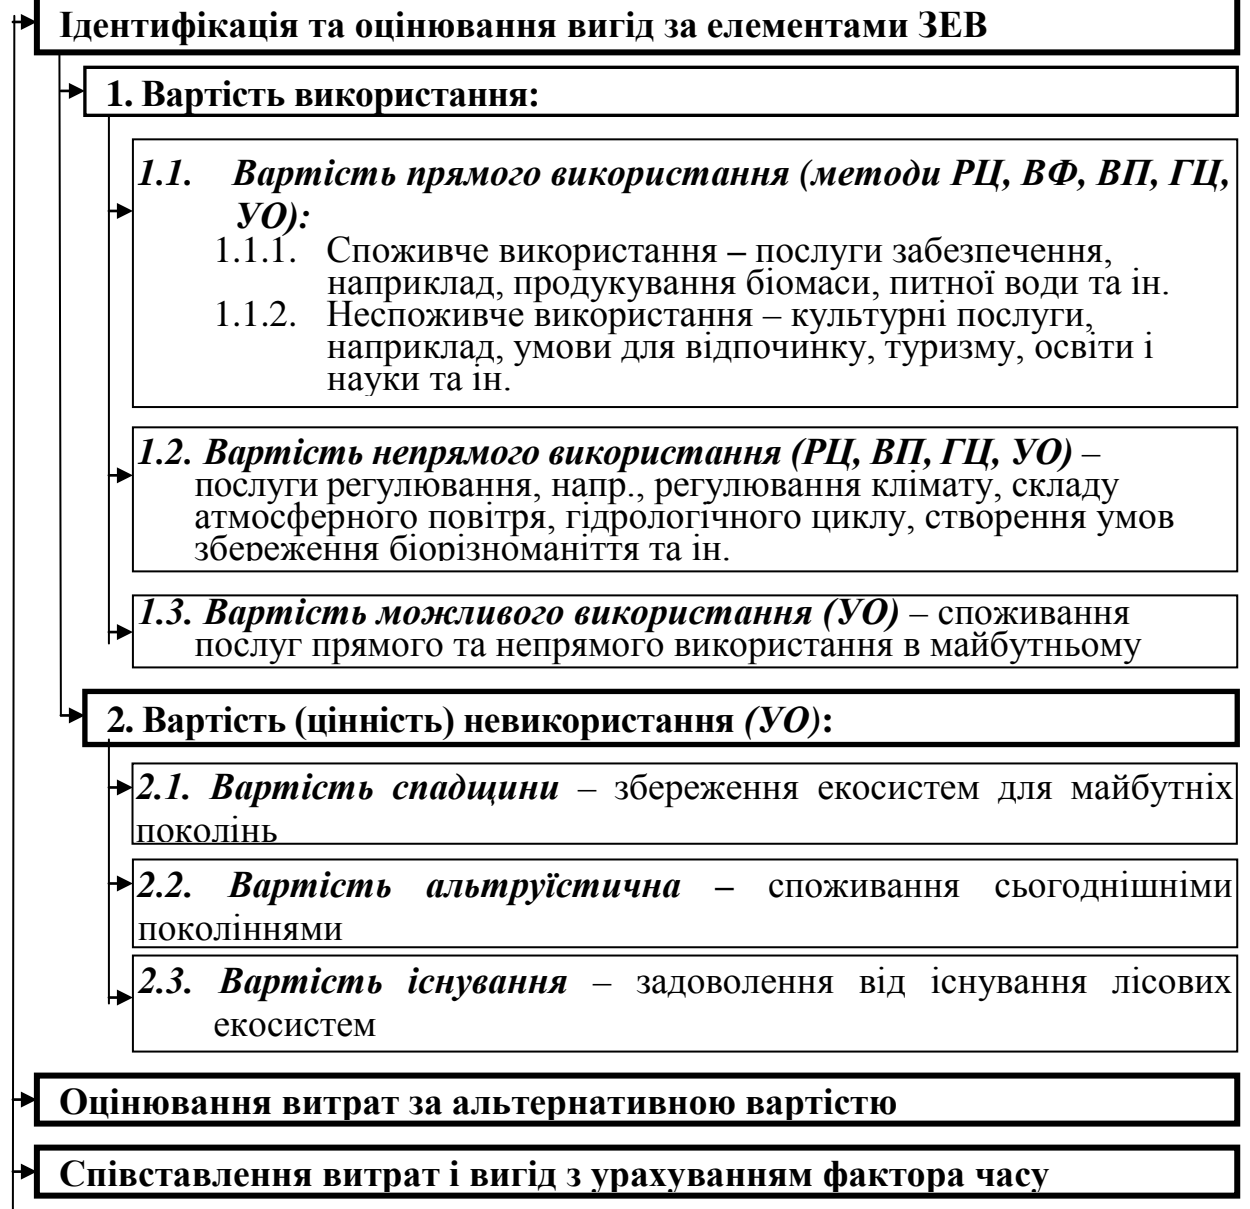 Ідентифікація та оцінювання вигід за елементами ЗЕВ
1. Вартість використання:
1.1. Вартість прямого використання (методи РЦ, ВФ, ВП, ГЦ,
УО):
1.1.1. Споживче використання – послуги забезпечення,
наприклад, продукування біомаси, питної води та ін.
1.1.2. Неспоживче використання – культурні послуги,
наприклад, умови для відпочинку, туризму, освіти і
науки та ін.
1.2. Вартість непрямого використання (РЦ, ВП, ГЦ, УО) –
послуги регулювання, напр., регулювання клімату, складу
атмосферного повітря, гідрологічного циклу, створення умов
збереження біорізноманіття та ін.
1.3. Вартість можливого використання (УО) – споживання
послуг прямого та непрямого використання в майбутньому
2. Вартість (цінність) невикористання (УО):
2.1. Вартість спадщини – збереження екосистем для майбутніх
поколінь
2.2. Вартість альтруїстична – споживання сьогоднішніми
поколіннями
2.3. Вартість існування – задоволення від існування лісових
екосистем
Оцінювання витрат за альтернативною вартістю
Співставлення витрат і вигід з урахуванням фактора часу